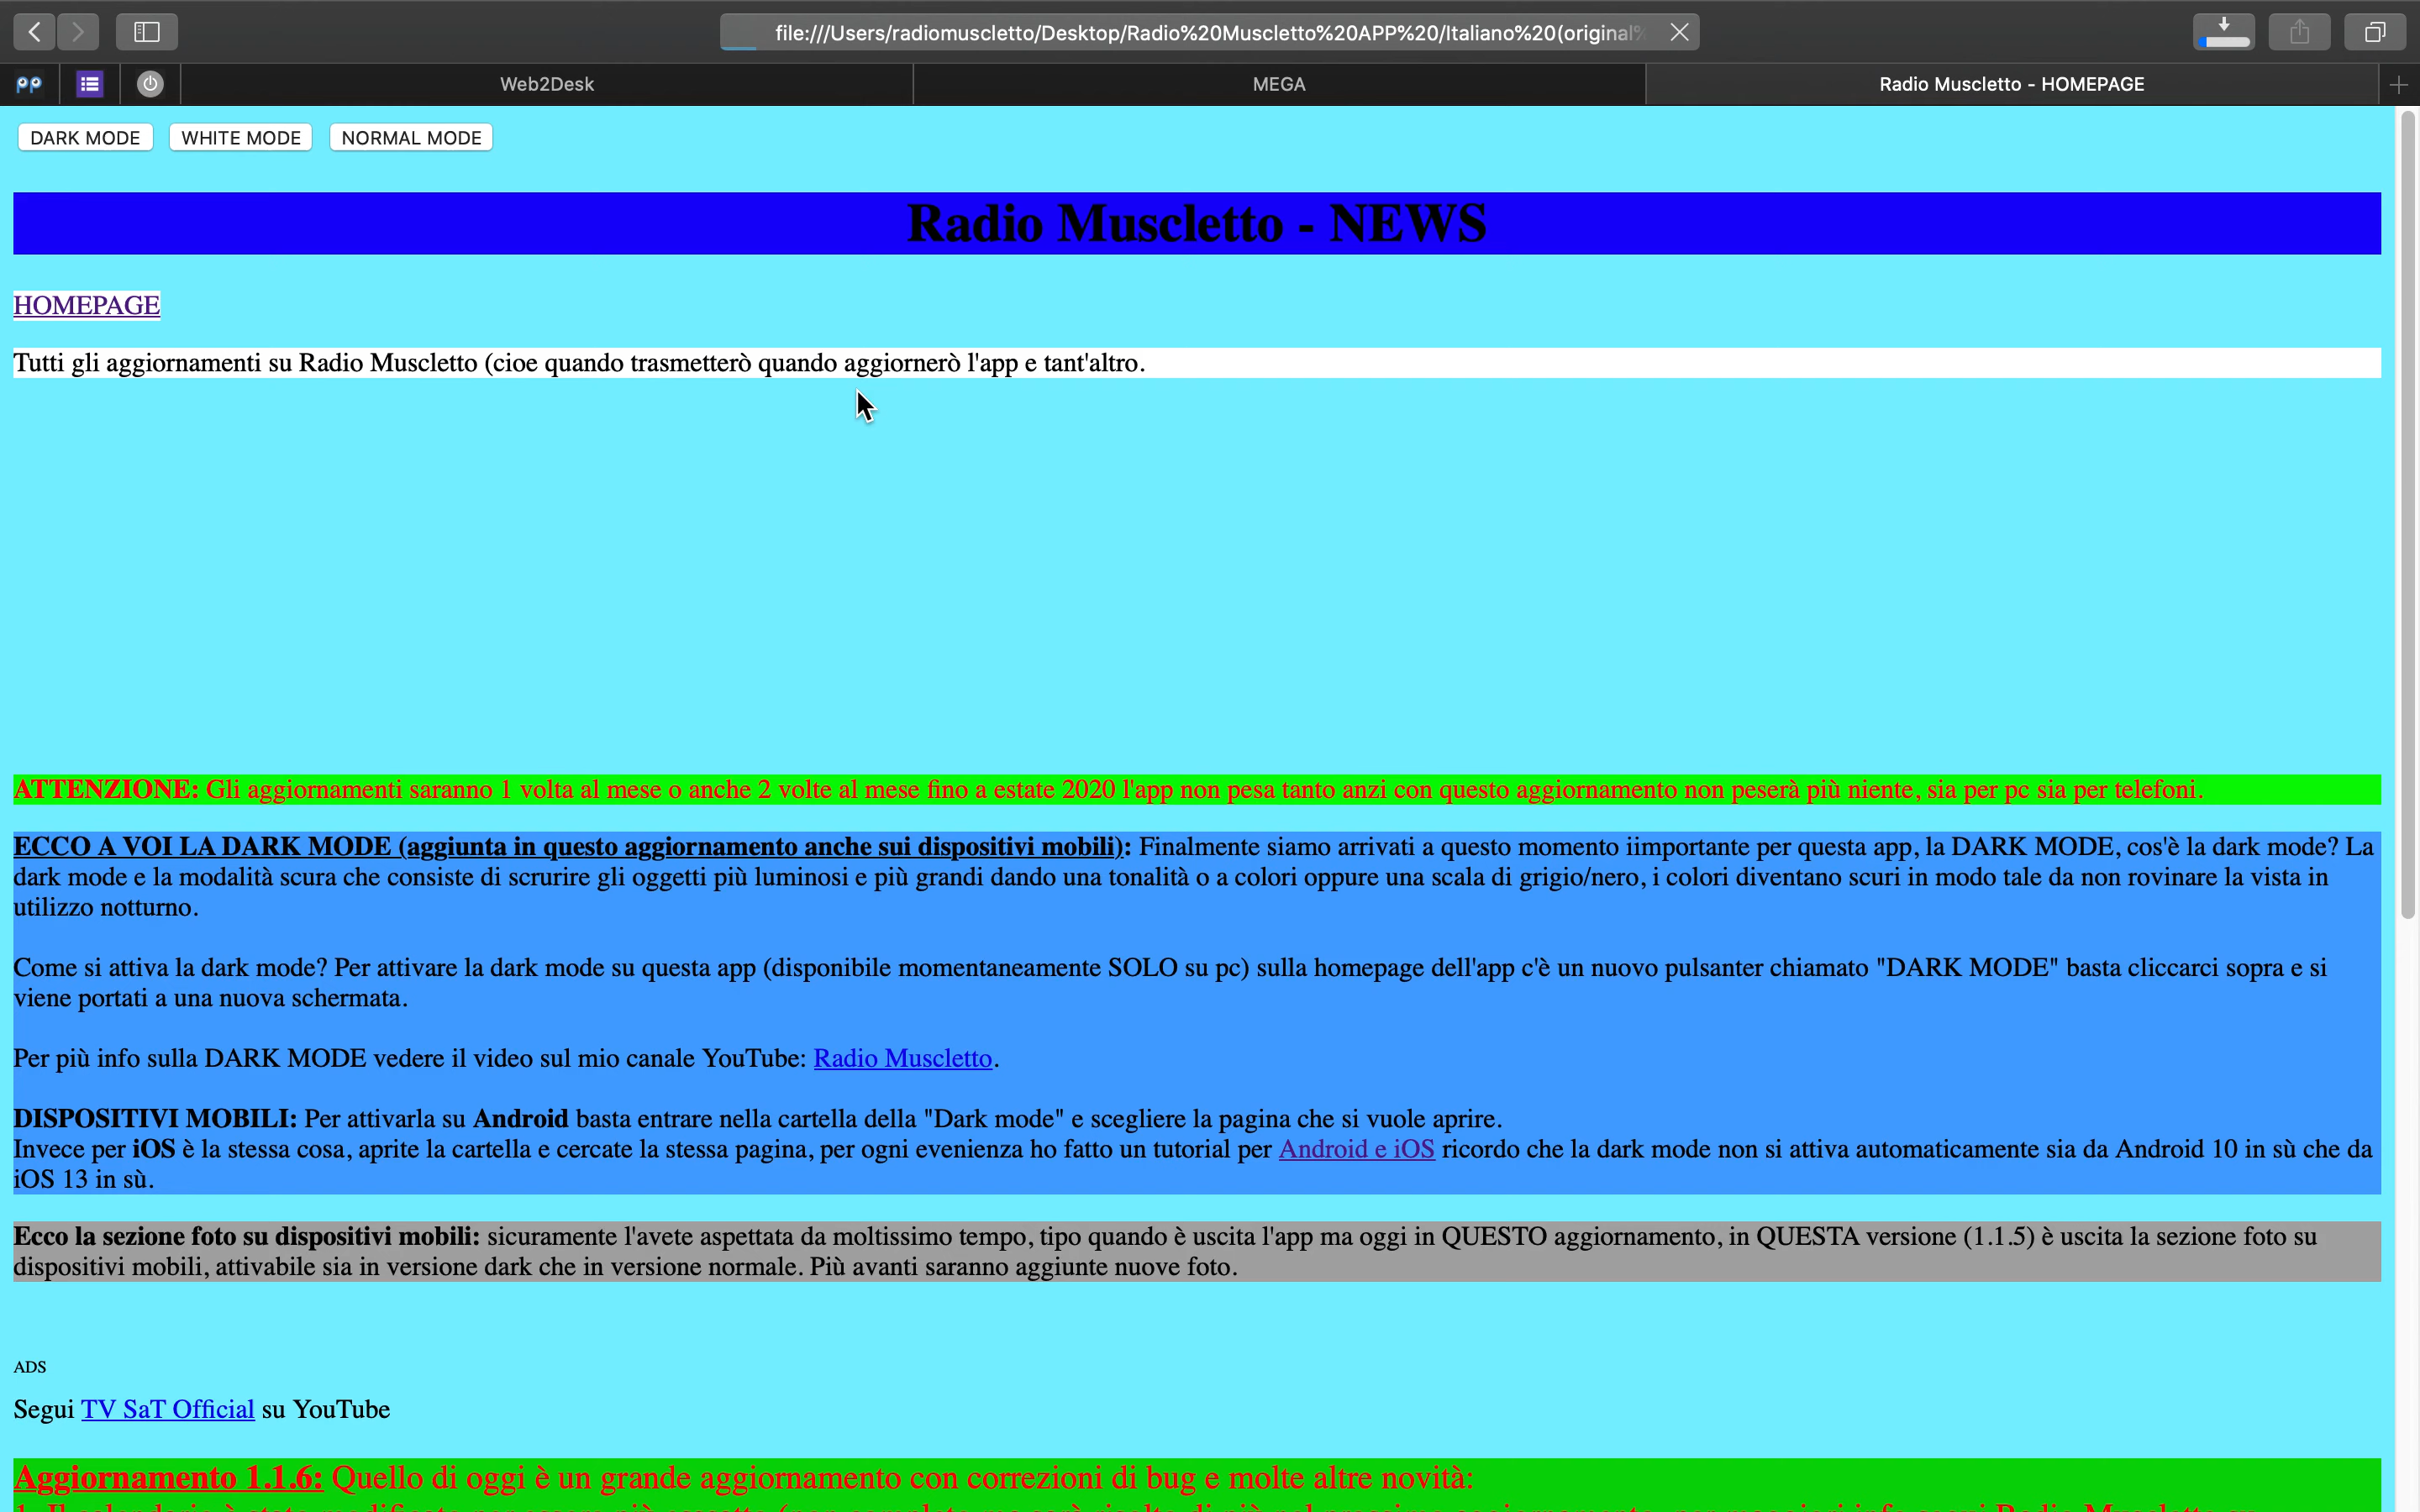 file:///Users/radiomuscletto/Desktop/Radio%20Muscletto%20APP%20/Italiano%20(original%
Web2Desk
MEGA
Radio Muscletto - HOMEPAGE
DARK MODE
WHITE MODE
NORMAL MODE
Radio Muscletto - NEWS
HOMEPAGE
Tutti gli aggiornamenti su Radio Muscletto (cioe quando trasmetterò quando aggiornerò l'app e tant'altro.
ATTENZIONE: Gli aggiornamenti saranno 1 volta al mese o anche 2 volte al mese fino a estate 2020 l'app non pesa tanto anzi con questo aggiornamento non peserà più niente, sia per pc sia per telefoni.
ECCO A VOI LA DARK MODE (aggiunta in questo aggiornamento anche sui dispositivi mobili): Finalmente siamo arrivati a questo momento iimportante per questa app, la DARK MODE, cos'è la dark mode? La
dark mode e la modalità scura che consiste di scrurire gli oggetti più luminosi e più grandi dando una tonalità o a colori oppure una scala di grigio/nero, i colori diventano scuri in modo tale da non rovinare la vista in
utilizzo notturno.
Come si attiva la dark mode? Per attivare la dark mode su questa app (disponibile momentaneamente SOLO su pc) sulla homepage dell'app c'è un nuovo pulsanter chiamato "DARK MODE" basta cliccarci sopra e si
viene portati a una nuova schermata.
Per più info sulla DARK MODE vedere il video sul mio canale YouTube: Radio Muscletto.
DISPOSITIVI MOBILI: Per attivarla su Android basta entrare nella cartella della "Dark mode" e scegliere la pagina che si vuole aprire.
Invece per iOS è la stessa cosa, aprite la cartella e cercate la stessa pagina, per ogni evenienza ho fatto un tutorial per Android e iOS ricordo che la dark mode non si attiva automaticamente sia da Android 10 in sù che da
iOS 13 in sù.
Ecco la sezione foto su dispositivi mobili: sicuramente l'avete aspettata da moltissimo tempo, tipo quando è uscita l'app ma oggi in QUESTO aggiornamento, in QUESTA versione (1.1.5) è uscita la sezione foto su
dispositivi mobili, attivabile sia in versione dark che in versione normale. Più avanti saranno aggiunte nuove foto.
ADS
Segui TV SaT Official su YouTube
Aggiornamento 1.1.6: Quello di oggi è un grande aggiornamento con correzioni di bug e molte altre novità: